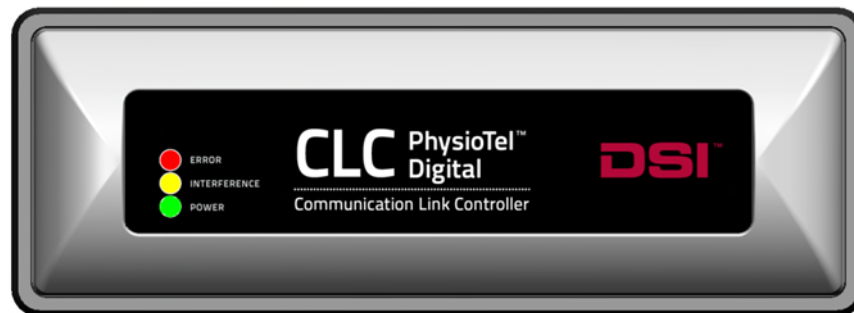 ERROR
INTERFERENCE
POWER
CLC PhysioTel™
Digital
Communication Link Controller
DSI™